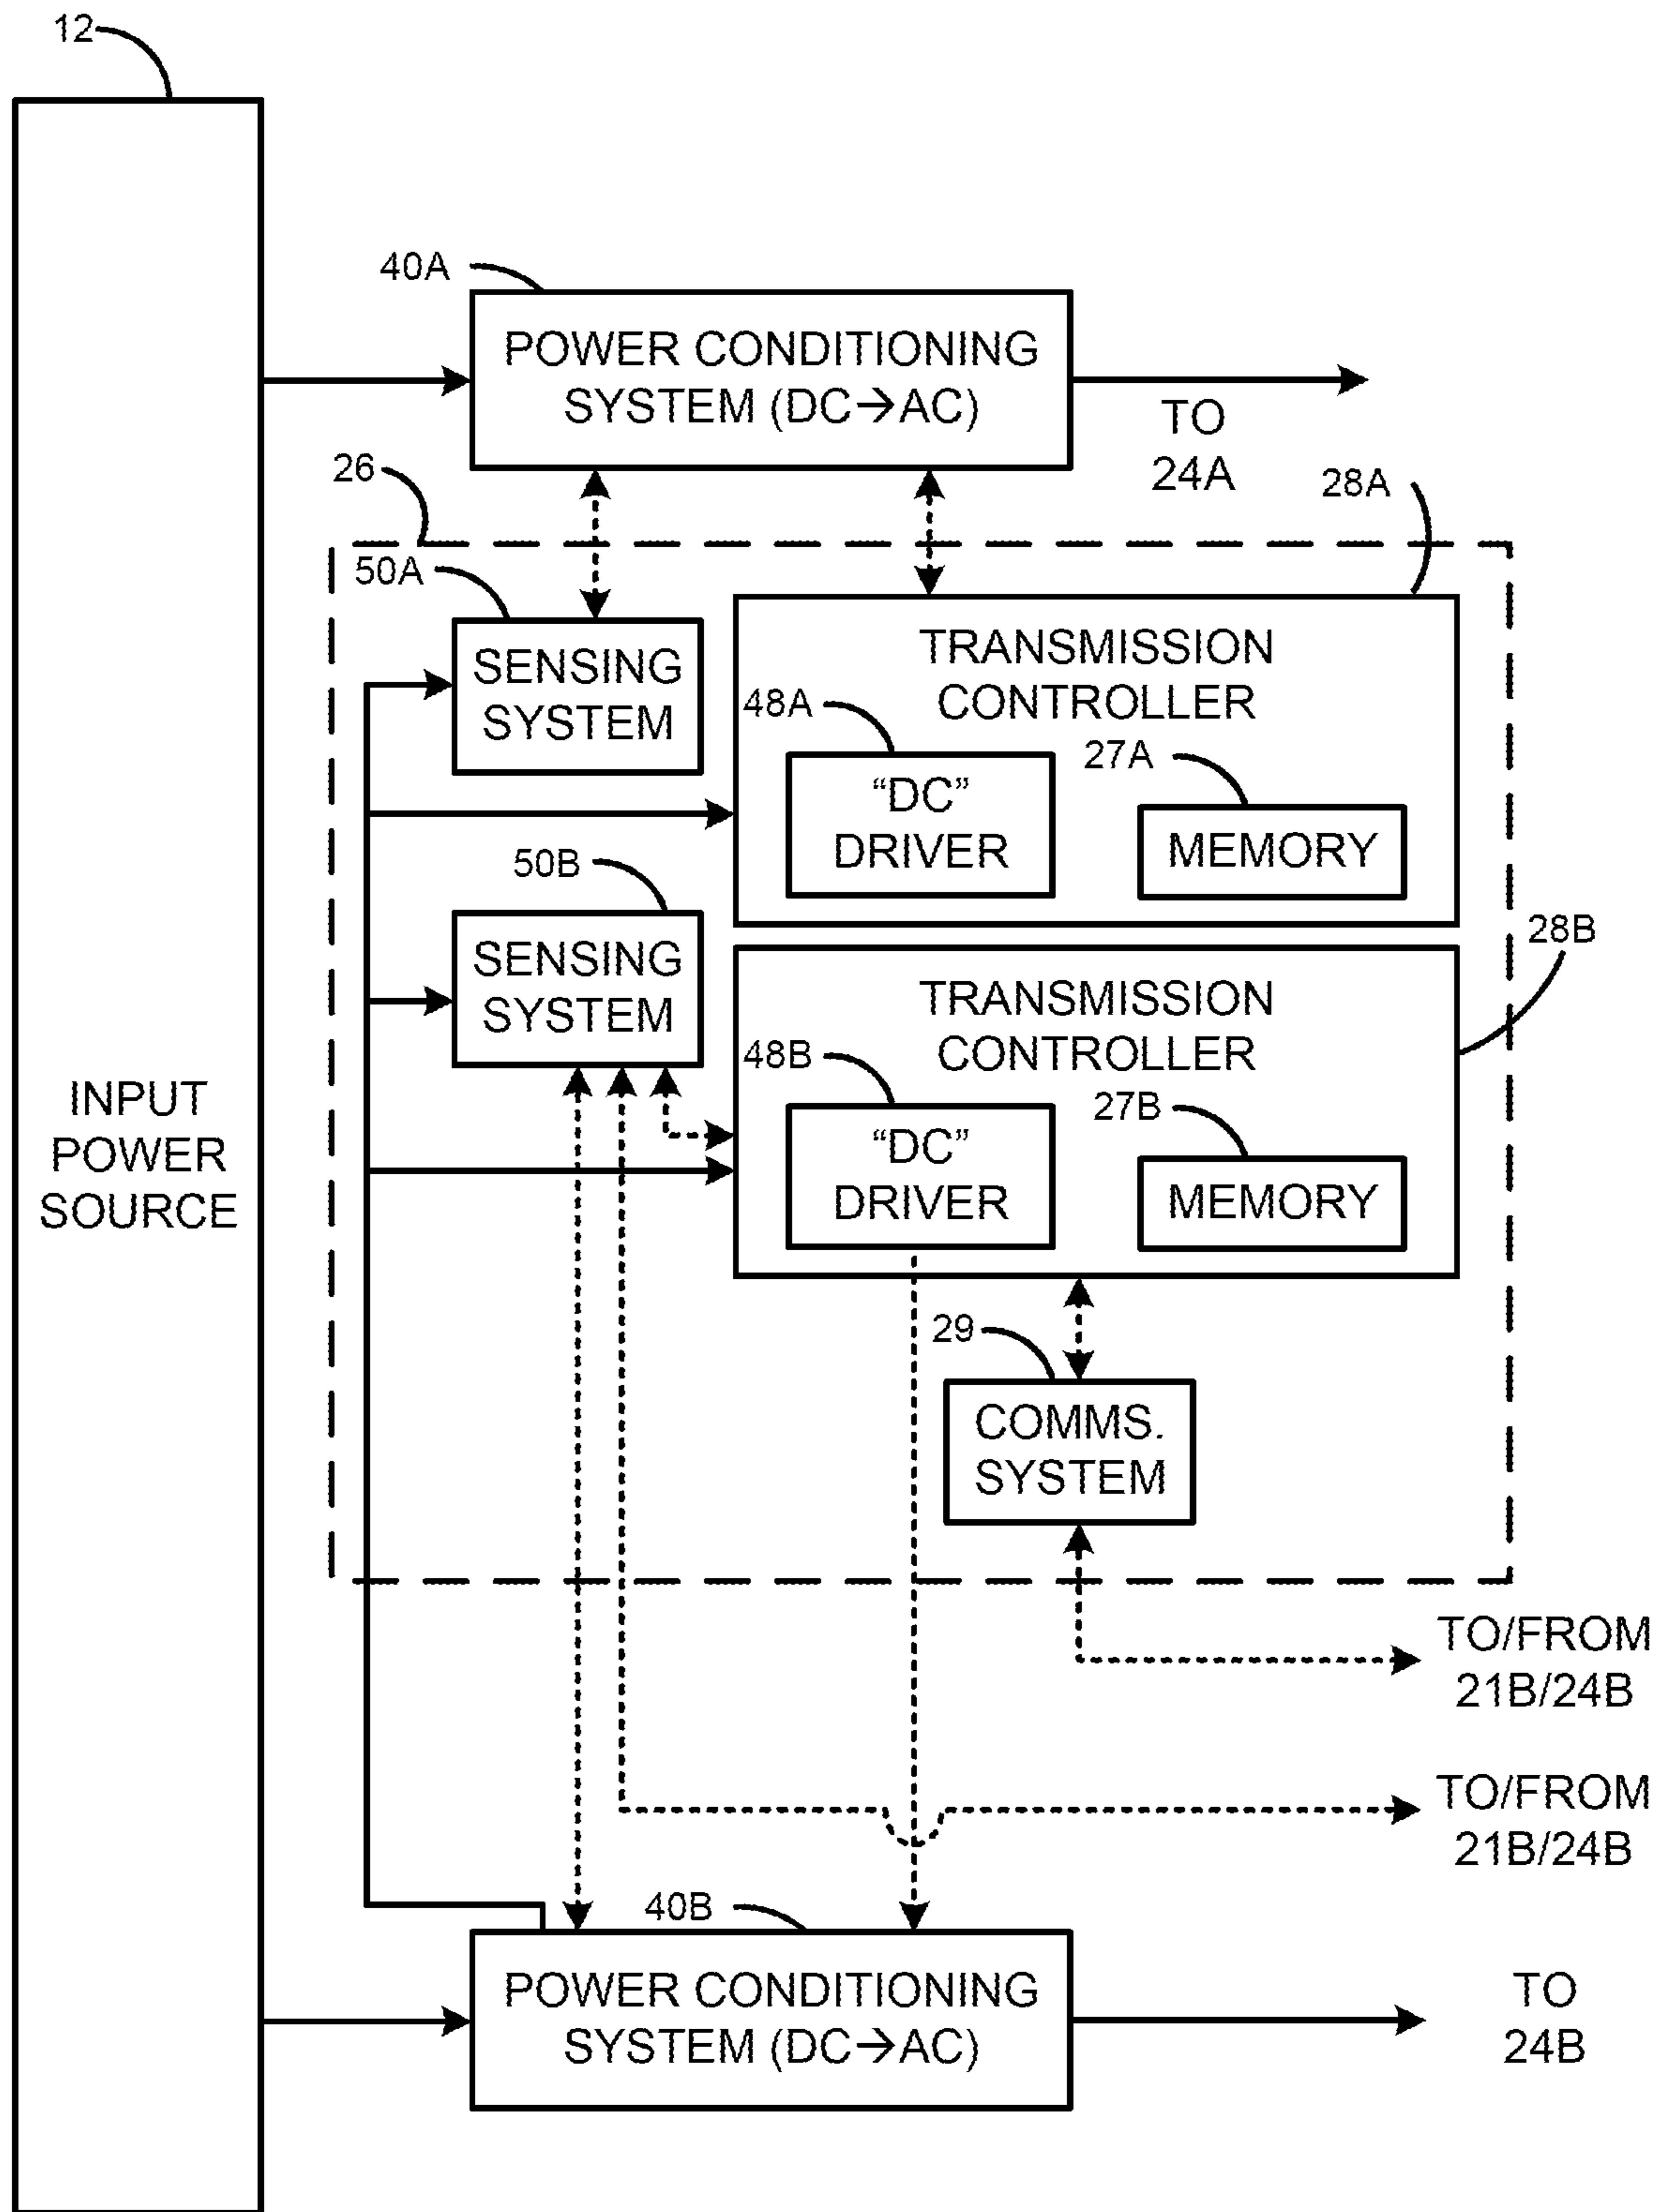 12
40A
POWER CONDITIONING
SYSTEM (DC→AC)
TO
24A
26
28A
50A
SENSING
SYSTEM
TRANSMISSION
CONTROLLER
48A
27A
“DC”
DRIVER
MEMORY
50B
28B
SENSING
SYSTEM
TRANSMISSION
CONTROLLER
48B
27B
“DC”
DRIVER
MEMORY
INPUT
POWER
SOURCE
29
COMMS.
SYSTEM
TO/FROM
21B/24B
TO/FROM
21B/24B
40B
POWER CONDITIONING
SYSTEM (DC→AC)
TO
24B